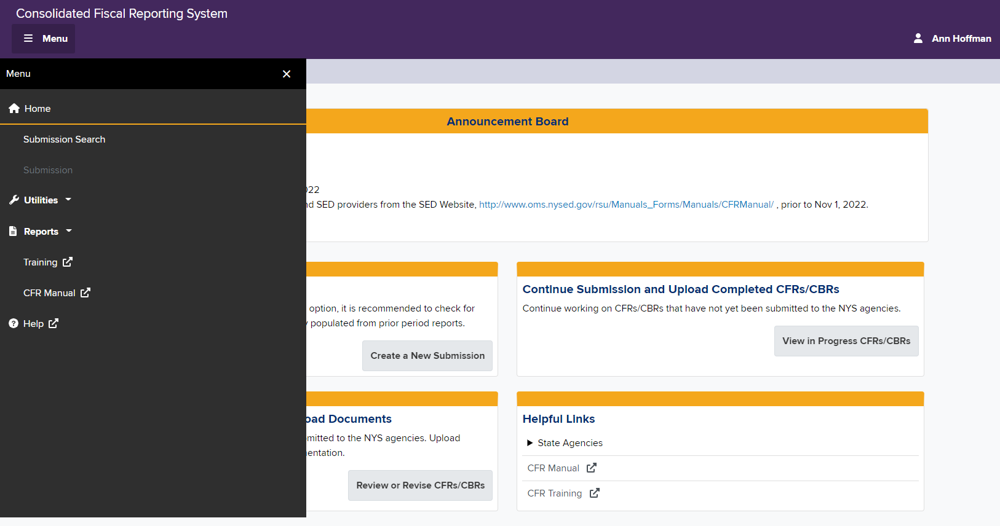 Consolidated Fiscal Reporting System
Menu
Ann Hoffman
Menu
Home
Submission Search
Submission
Utilities
Reports
Training
CFR Manual
Help
Announcement Board
SED providers from the SED Website, http://www.oms.nysed.gov/rsu/Manuals_Forms/Manuals/CFRManual/ , prior to Nov 1, 2022.
option, it is recommended to check for
populated from prior period reports.
Create a New Submission
Continue Submission and Upload Completed CFRs/CBRs
Continue working on CFRs/CBRs that have not yet been submitted to the NYS agencies.
View in Progress CFRs/CBRs
Documents
to the NYS agencies. Upload
Review or Revise CFRs/CBRs
Helpful Links
State Agencies
CFR Manual
CFR Training